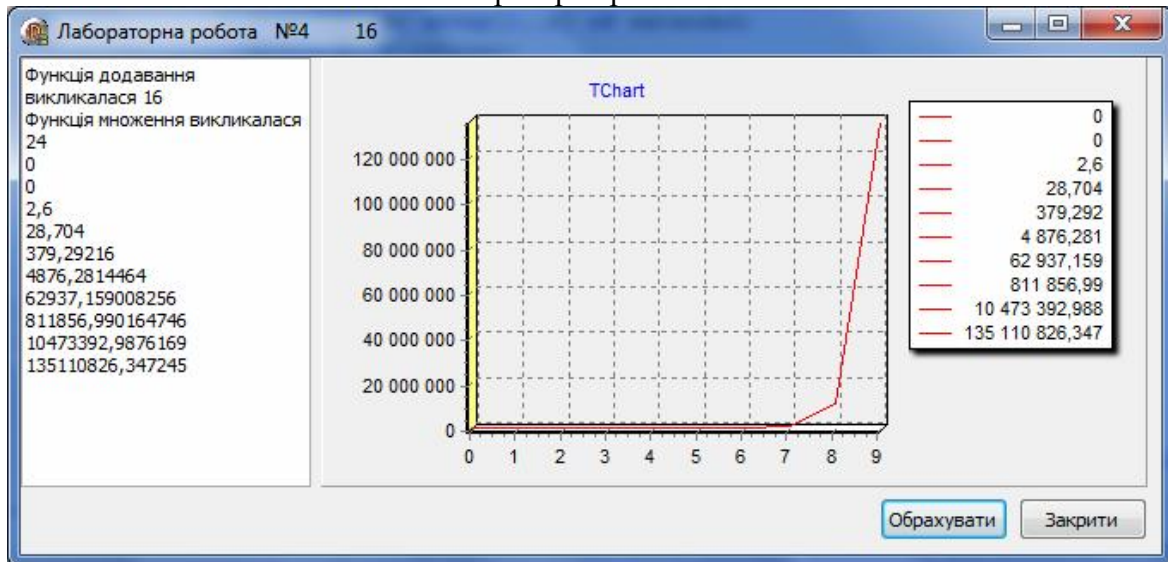 Лабораторна робота №4 16
Функція додавання
викликалася 16
Функція множення викликалася
24
0
0
2,6
28,704
379,29216
4876,2814464
62937,159008256
811856,990164746
10473392,9876169
135110826,347245
TChart
120 000 000
100 000 000
80 000 000
60 000 000
40 000 000
20 000 000
0
0 1 2 3 4 5 6 7 8 9
0
0
2,6
28,704
379,292
4 876,281
62 937,159
811 856,99
10 473 392,988
135 110 826,347
Обрахувати Закрити